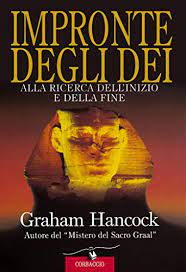 IMPRONTE
DEGLI DEI
ALLA RICERCA DELL'INIZIO
E DELLA FINE
Graham Hancock
Autore del "Mistero del Sacro Graal"
CORBACCIO